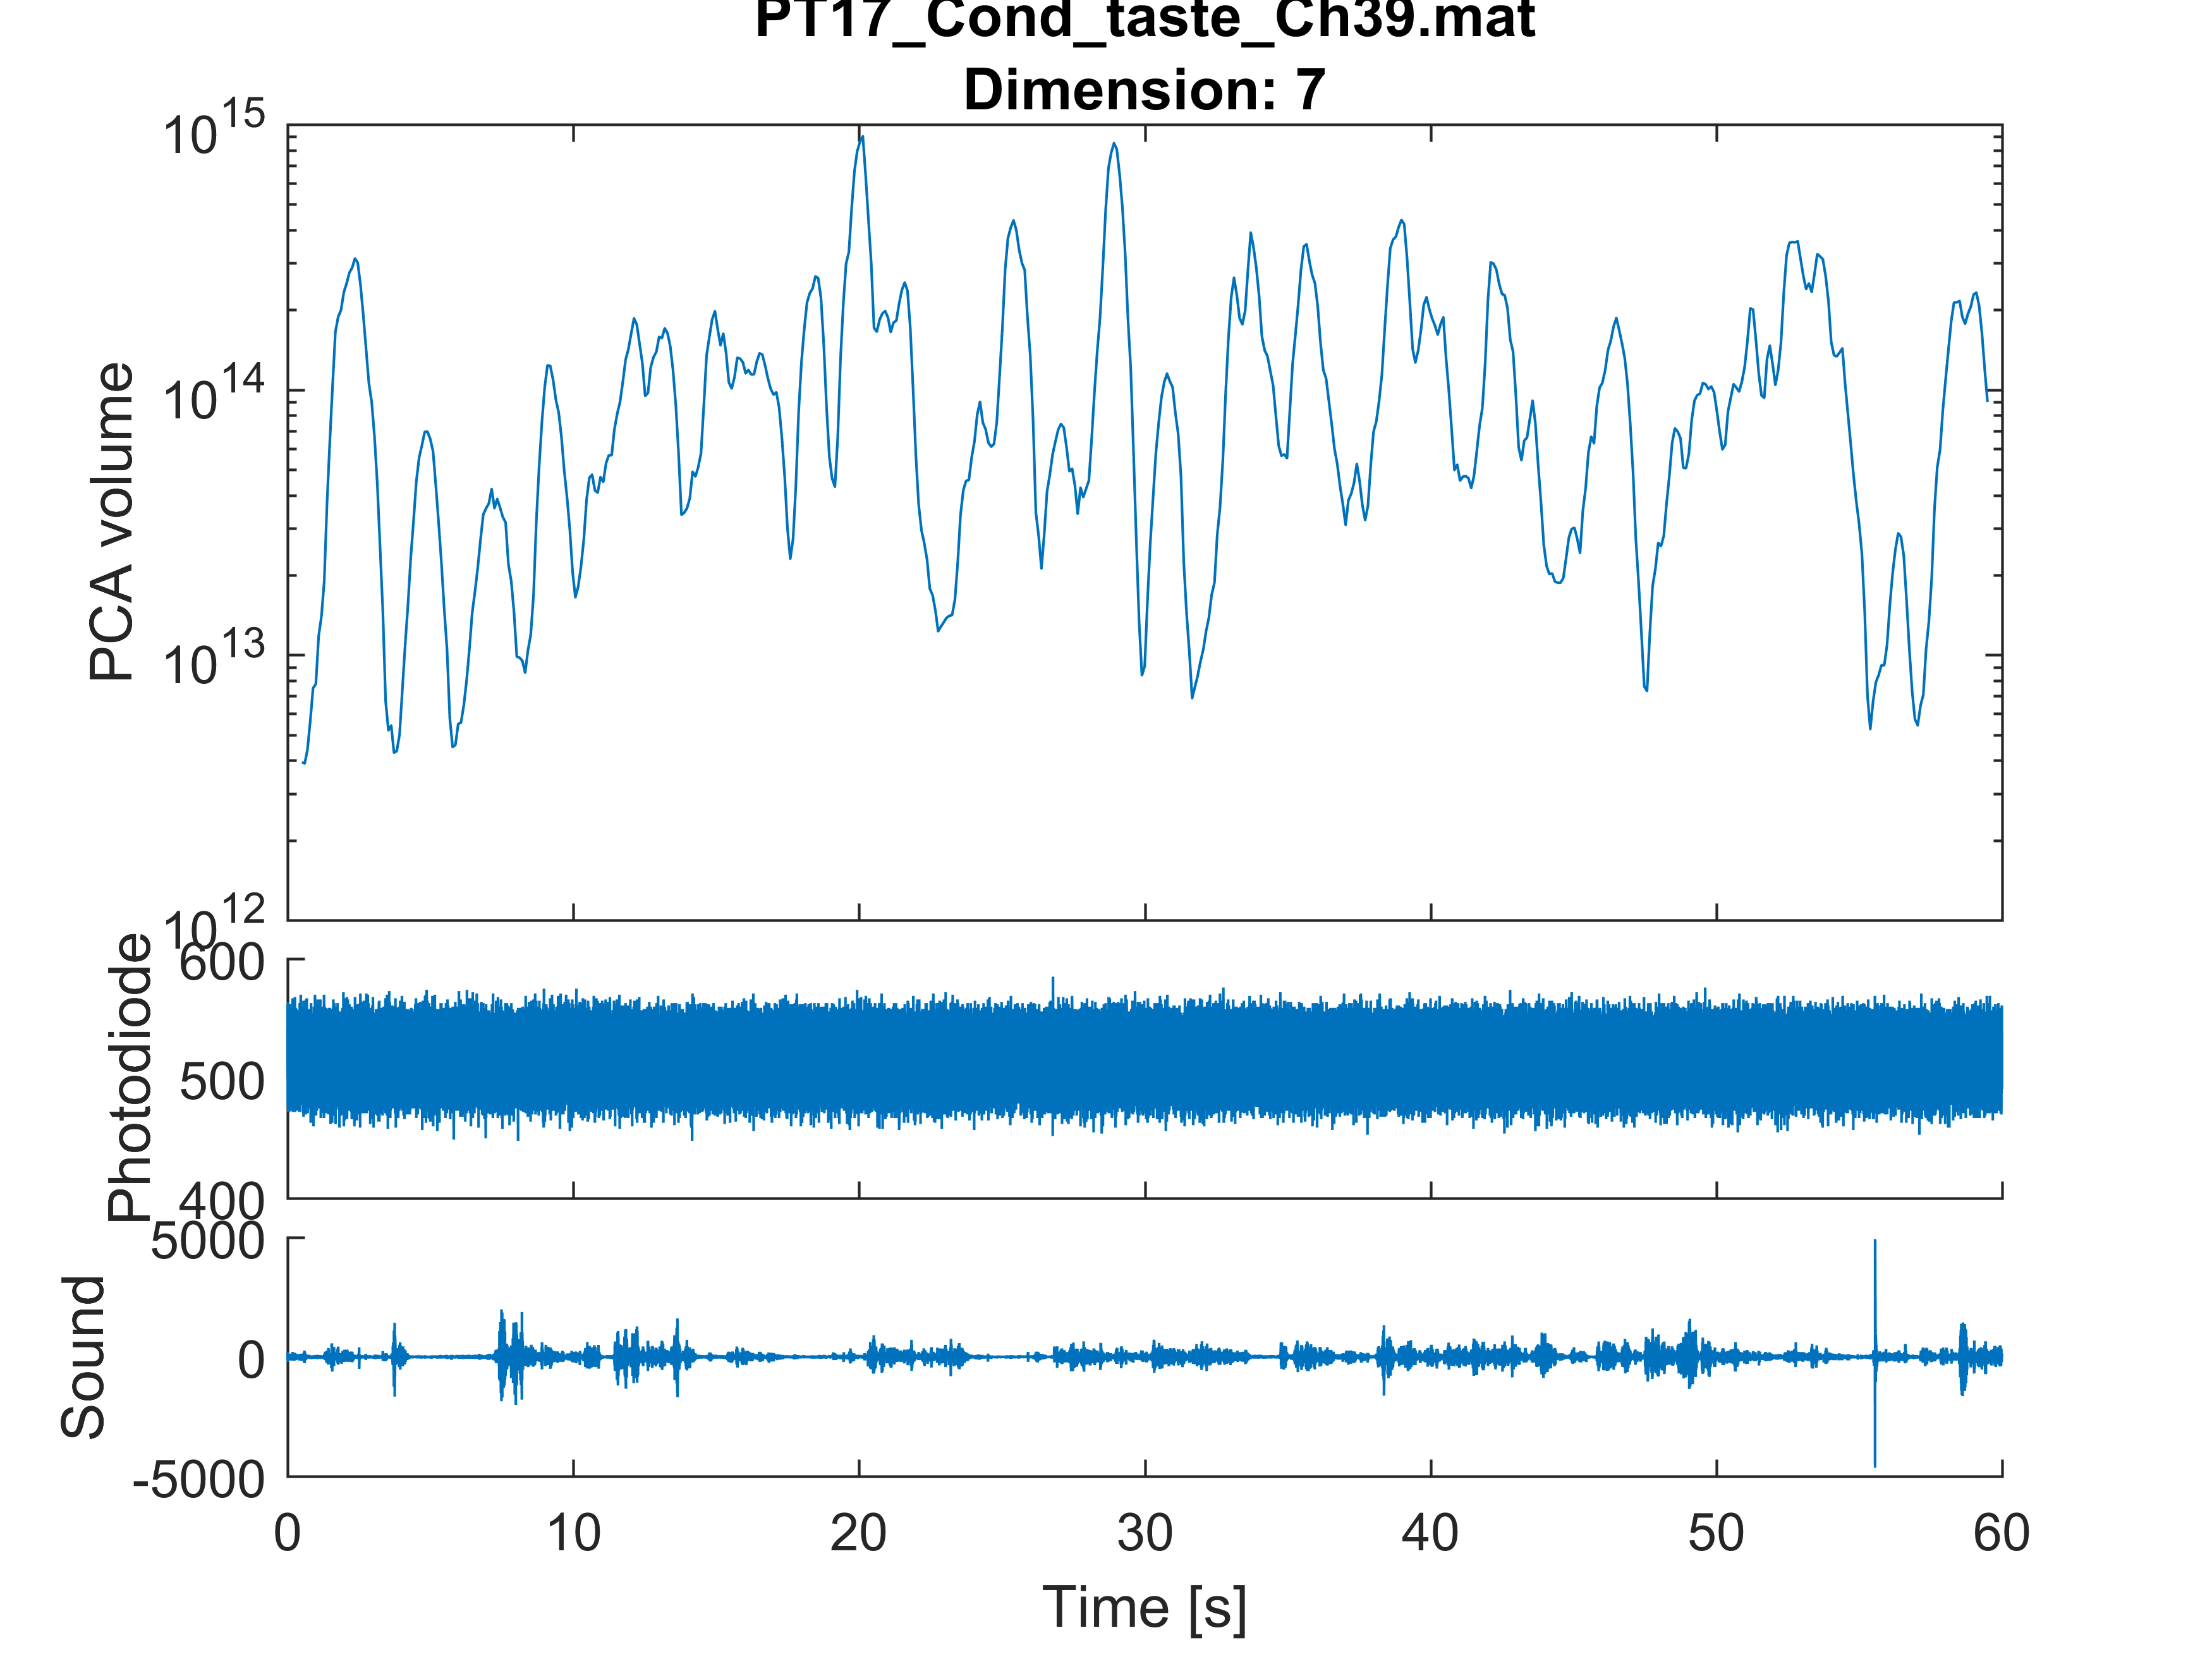 PT17_Cond_taste_Ch39.mat
Dimension: 7
10^15
10^14
10^13
10^12
PCA volume
600
500
400
Photodiode
5000
0
-5000
Sound
0 10 20 30 40 50 60
Time [s]